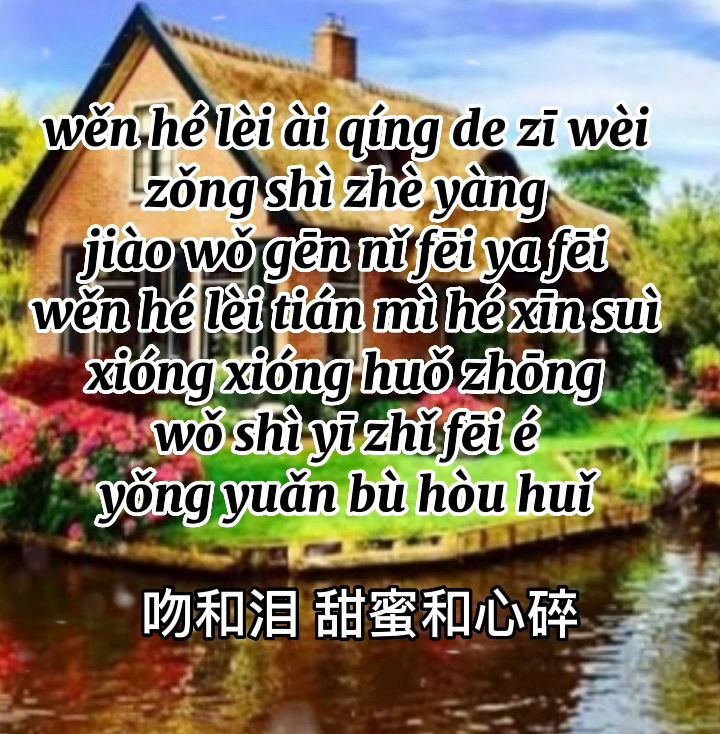 wěn hé lèi ài qíng de zī wèi
zǒng shì zhè yàng
jiào wǒ gēn nǐ fēi ya fēi
wěn hé lèi tián mì hé xīn suì
xióng xióng huǒ zhōng
wǒ shì yī zhǐ fēi é
yǒng yuǎn bù hòu huǐ
吻和泪 甜蜜和心碎